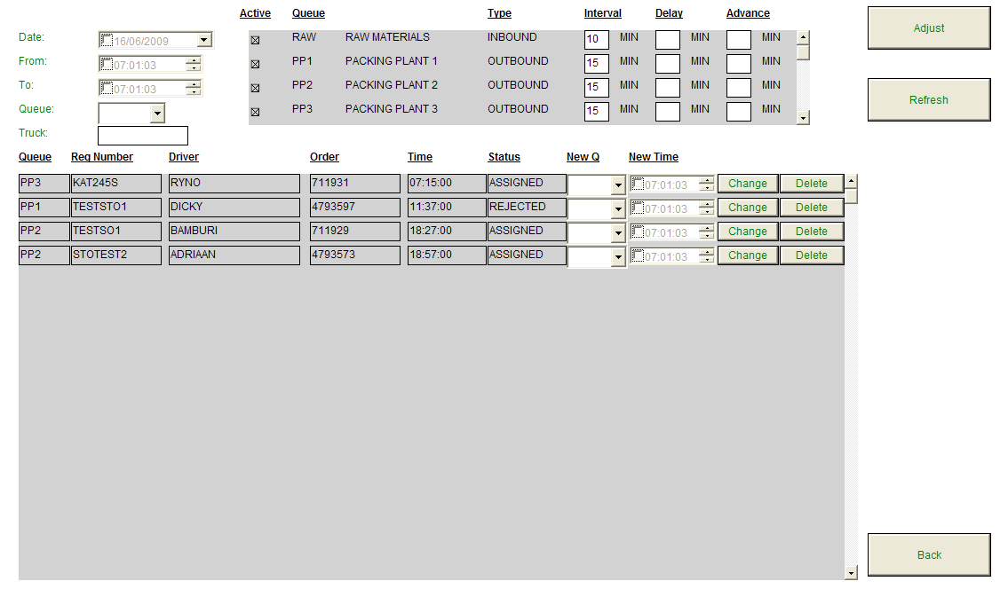 Active Queue Type Interval Delay Advance
Date: 16/06/2009
From: 07:01:03
To: 07:01:03
Queue:
Truck:
RAW RAW MATERIALS INBOUND 10 MIN MIN MIN
PP1 PACKING PLANT 1 OUTBOUND 15 MIN MIN MIN
PP2 PACKING PLANT 2 OUTBOUND 15 MIN MIN MIN
PP3 PACKING PLANT 3 OUTBOUND 15 MIN MIN MIN
Adjust
Refresh
Queue Reg Number Driver Order Time Status New Q New Time
PP3 KAT245S RYNO 711931 07:15:00 ASSIGNED 07:01:03 Change Delete
PP1 TESTSTO1 DICKY 4793597 11:37:00 REJECTED 07:01:03 Change Delete
PP2 TESTSO1 BAMBURI 711929 18:27:00 ASSIGNED 07:01:03 Change Delete
PP2 STOTEST2 ADRIAAN 4793573 18:57:00 ASSIGNED 07:01:03 Change Delete
Back